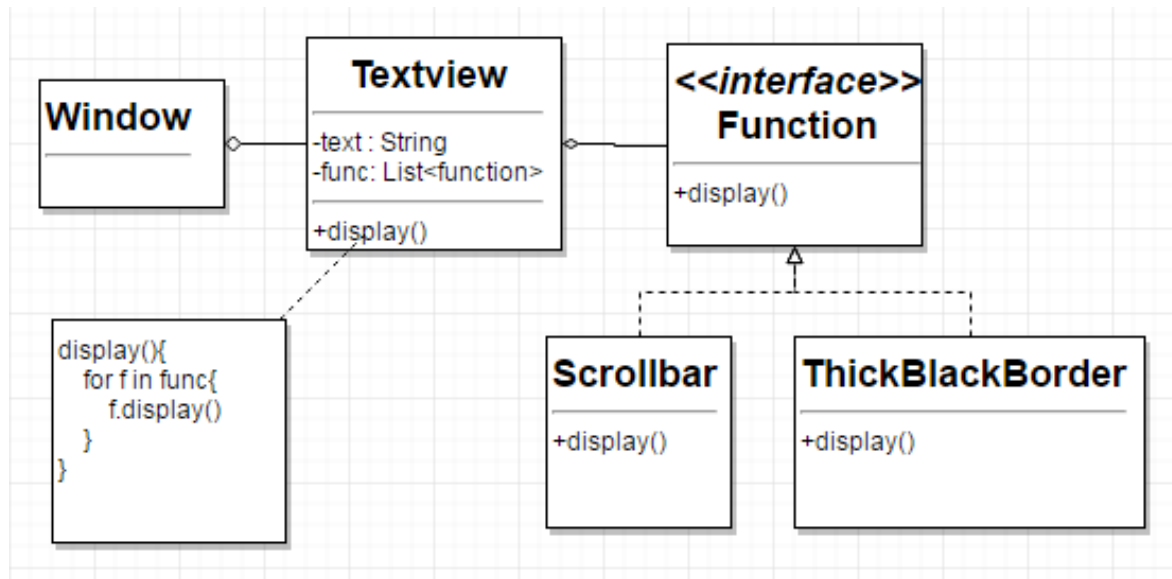 Window
Textview
-text : String
-func: List<function>
+display()
<<interface>>
Function
+display()
display(){
for f in func{
f.display()
}
}
Scrollbar
+display()
ThickBlackBorder
+display()